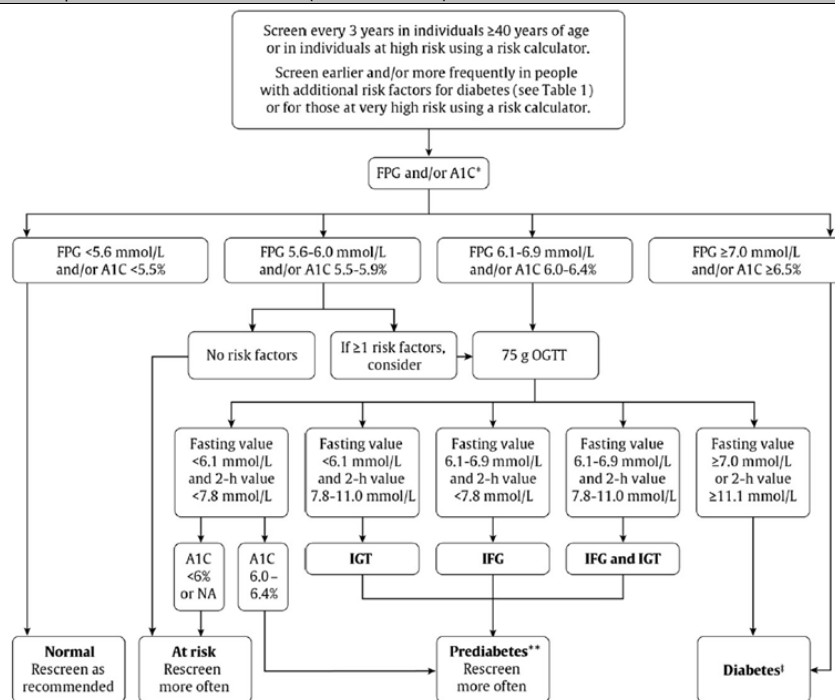 Screen every 3 years in individuals ≥40 years of age
or in individuals at high risk using a risk calculator.
Screen earlier and/or more frequently in people
with additional risk factors for diabetes (see Table 1)
or for those at very high risk using a risk calculator.
FPG and/or A1C*
FPG <5.6 mmol/L
and/or A1C <5.5%
FPG 5.6-6.0 mmol/L
and/or A1C 5.5-5.9%
FPG 6.1-6.9 mmol/L
and/or A1C 6.0-6.4%
FPG ≥7.0 mmol/L
and/or A1C ≥6.5%
No risk factors
If ≥1 risk factors,
consider
75 g OGTT
Fasting value
<6.1 mmol/L
and 2-h value
<7.8 mmol/L
Fasting value
<6.1 mmol/L
and 2-h value
7.8-11.0 mmol/L
Fasting value
6.1-6.9 mmol/L
and 2-h value
<7.8 mmol/L
Fasting value
6.1-6.9 mmol/L
and 2-h value
7.8-11.0 mmol/L
Fasting value
≥7.0 mmol/L
or 2-h value
≥11.1 mmol/L
A1C
<6%
or NA
A1C
6.0–
6.4%
IGT
IFG
IFG and IGT
Normal
Rescreen as
recommended
At risk
Rescreen
more often
Prediabetes**
Rescreen
more often
Diabetes‡